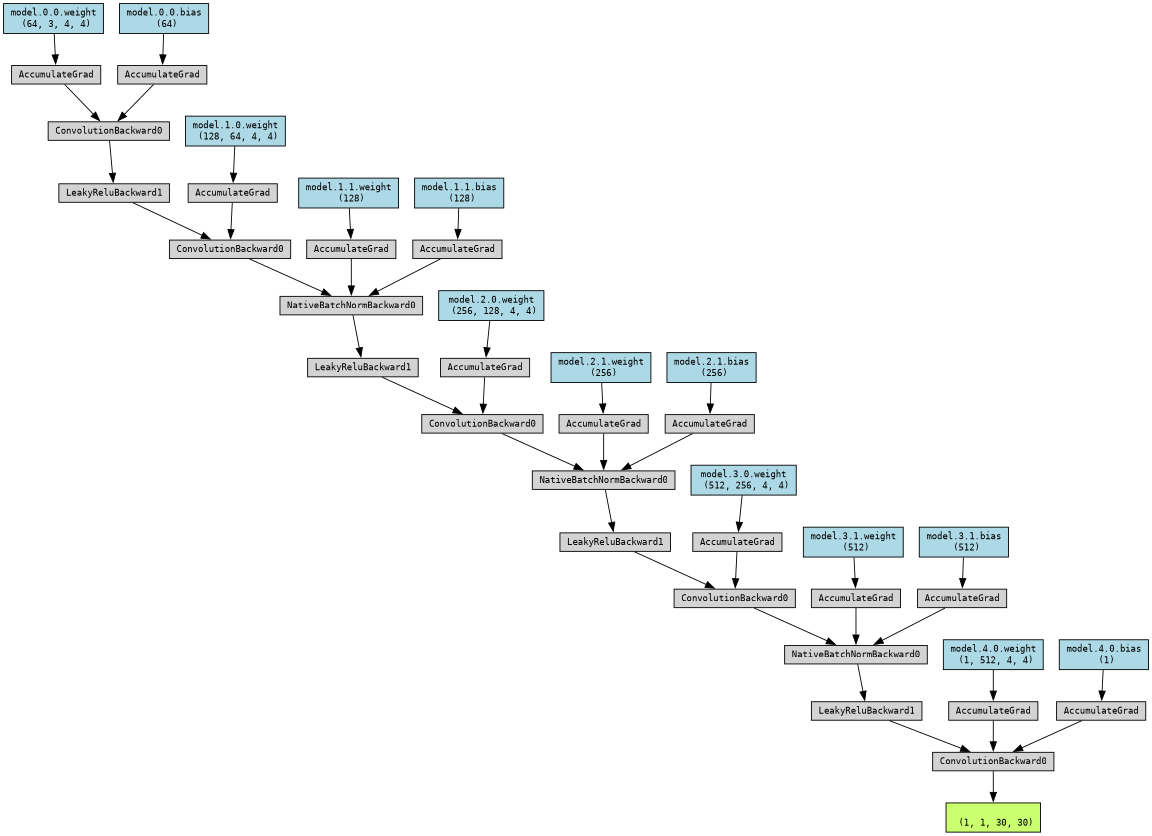 model.0.0.weight
(64, 3, 4, 4)
model.0.0.bias
(64)
AccumulateGrad
AccumulateGrad
ConvolutionBackward0
model.1.0.weight
(128, 64, 4, 4)
LeakyReluBackward1
AccumulateGrad
model.1.1.weight
(128)
model.1.1.bias
(128)
ConvolutionBackward0
AccumulateGrad
AccumulateGrad
NativeBatchNormBackward0
model.2.0.weight
(256, 128, 4, 4)
LeakyReluBackward1
AccumulateGrad
model.2.1.weight
(256)
model.2.1.bias
(256)
ConvolutionBackward0
AccumulateGrad
AccumulateGrad
NativeBatchNormBackward0
model.3.0.weight
(512, 256, 4, 4)
LeakyReluBackward1
AccumulateGrad
model.3.1.weight
(512)
model.3.1.bias
(512)
ConvolutionBackward0
AccumulateGrad
AccumulateGrad
NativeBatchNormBackward0
model.4.0.weight
(1, 512, 4, 4)
model.4.0.bias
(1)
LeakyReluBackward1
AccumulateGrad
AccumulateGrad
ConvolutionBackward0
(1, 1, 30, 30)